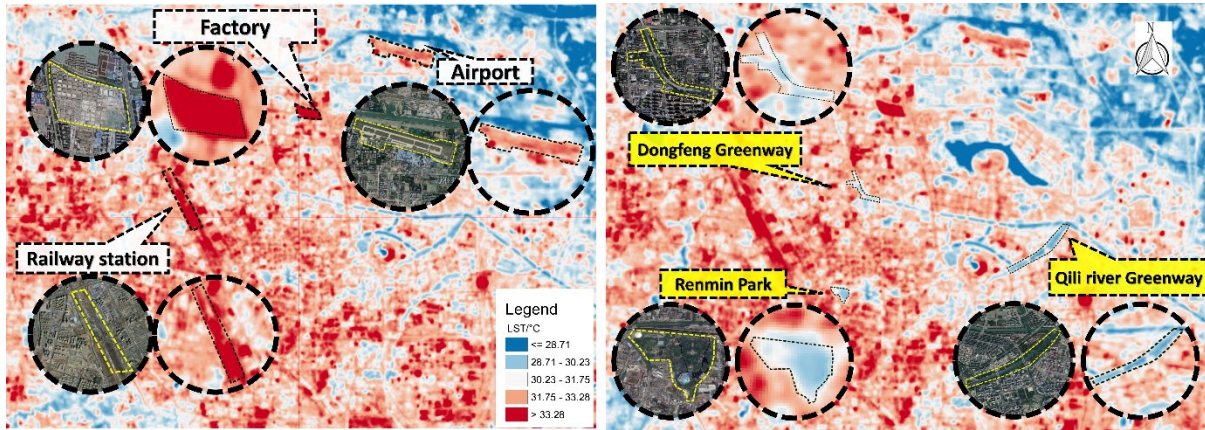 Factory
Airport
Railway station
Legend
LST/°C
<= 28.71
28.71 - 30.23
30.23 - 31.75
31.75 - 33.28
> 33.28
N
Dongfeng Greenway
Renmin Park
Qili river Greenway